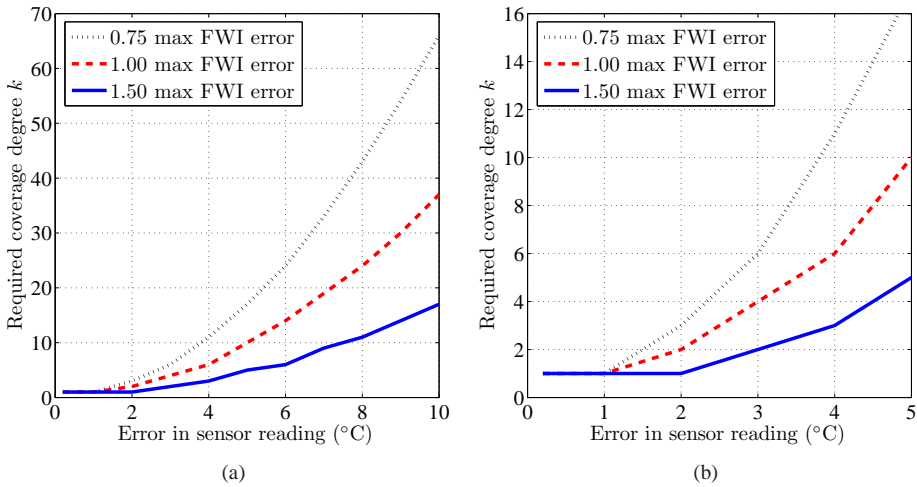 70
60
50
40
30
20
10
0
0.75 max FWI error
1.00 max FWI error
1.50 max FWI error
Required coverage degree k
0
2
4
6
8
10
Error in sensor reading (°C)
(a)
16
14
12
10
8
6
4
2
0
0.75 max FWI error
1.00 max FWI error
1.50 max FWI error
Required coverage degree k
0
1
2
3
4
5
Error in sensor reading (°C)
(b)